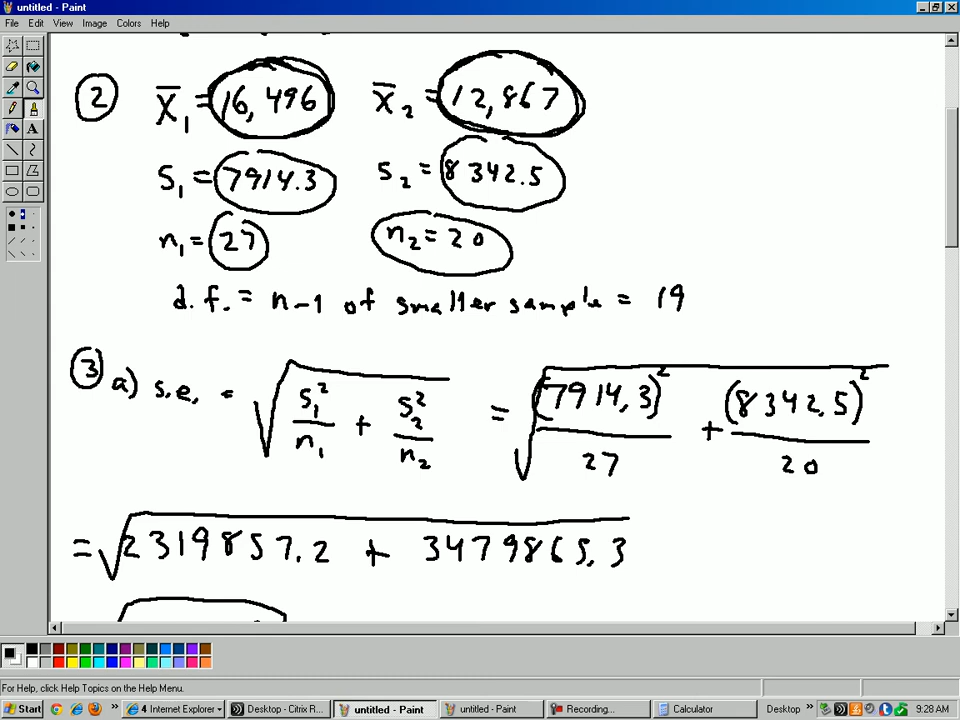 untitled - Paint
File Edit View Image Colors Help
② X̄₁ = 16,496 X̄₂ = 12,867
S₁ = 7914.3 S₂ = 8342.5
n₁ = 27 n₂ = 20
d.f. = n-1 of smaller sample = 19
③ a) s.e. = √(S₁²/n₁ + S₂²/n₂) = √((7914.3)²/27 + (8342.5)²/20)
= √(2319857.2 + 3479865.3)
For Help, click Help Topics on the Help Menu.
Start » 4 Internet Explorer Desktop - Citrix R... untitled - Paint untitled - Paint Recording... Calculator Desktop » 9:28 AM